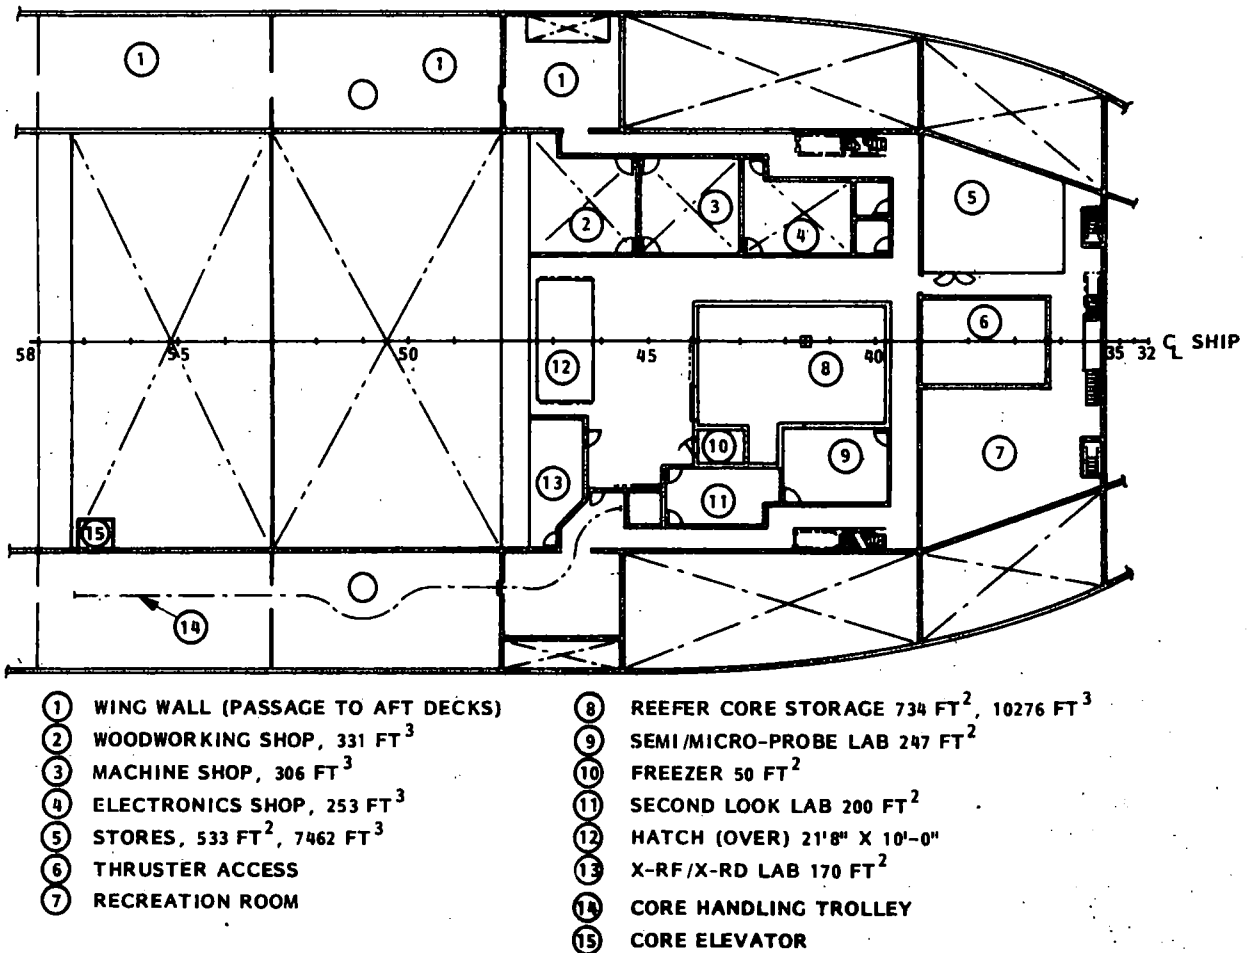 1
1
1
2
3
4
5
6
58
55
50
45
40
35
32
C
L SHIP
12
8
10
9
7
13
11
15
14
1 WING WALL (PASSAGE TO AFT DECKS)
2 WOODWORKING SHOP, 331 FT³
3 MACHINE SHOP, 306 FT³
4 ELECTRONICS SHOP, 253 FT³
5 STORES, 533 FT², 7462 FT³
6 THRUSTER ACCESS
7 RECREATION ROOM
8 REEFER CORE STORAGE 734 FT², 10276 FT³
9 SEMI/MICRO-PROBE LAB 247 FT²
10 FREEZER 50 FT²
11 SECOND LOOK LAB 200 FT²
12 HATCH (OVER) 21'8" X 10'-0"
13 X-RF/X-RD LAB 170 FT²
14 CORE HANDLING TROLLEY
15 CORE ELEVATOR